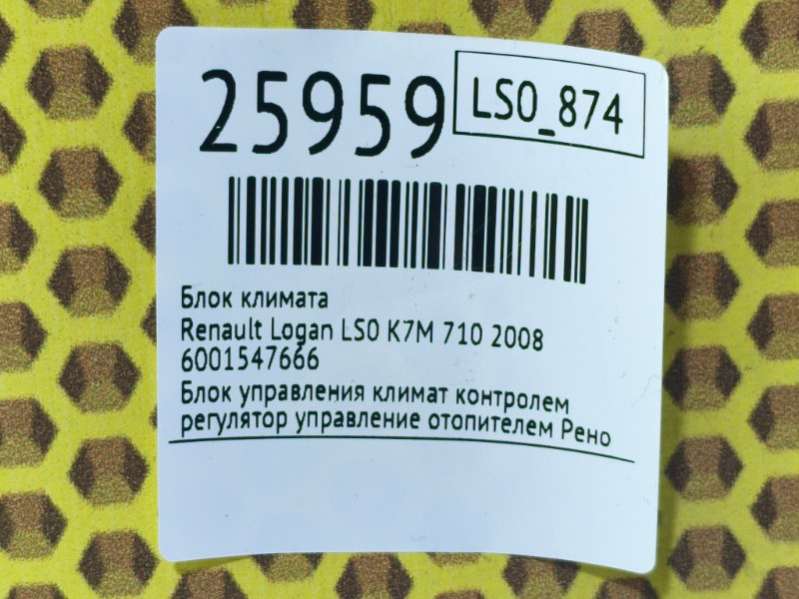 25959
LS0_874
Блок климата
Renault Logan LS0 K7M 710 2008
6001547666
Блок управления климат контролем
регулятор управление отопителем Рено